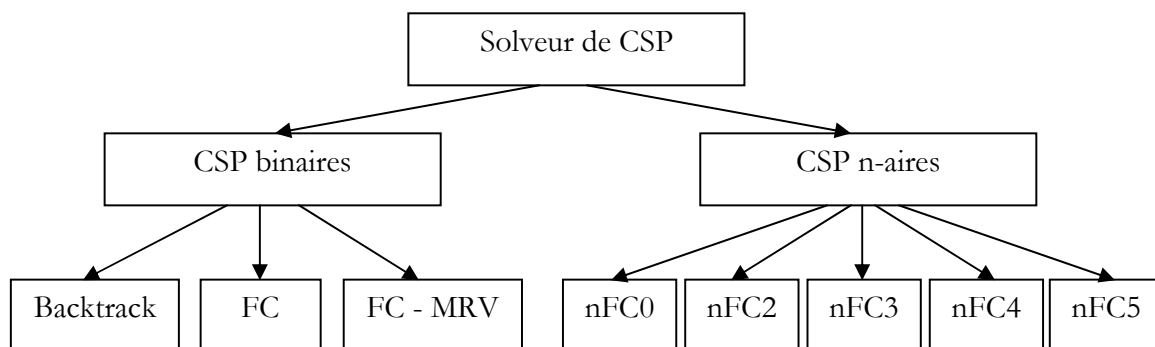 Solveur de CSP
CSP binaires
CSP n-aires
Backtrack
FC
FC - MRV
nFC0
nFC2
nFC3
nFC4
nFC5